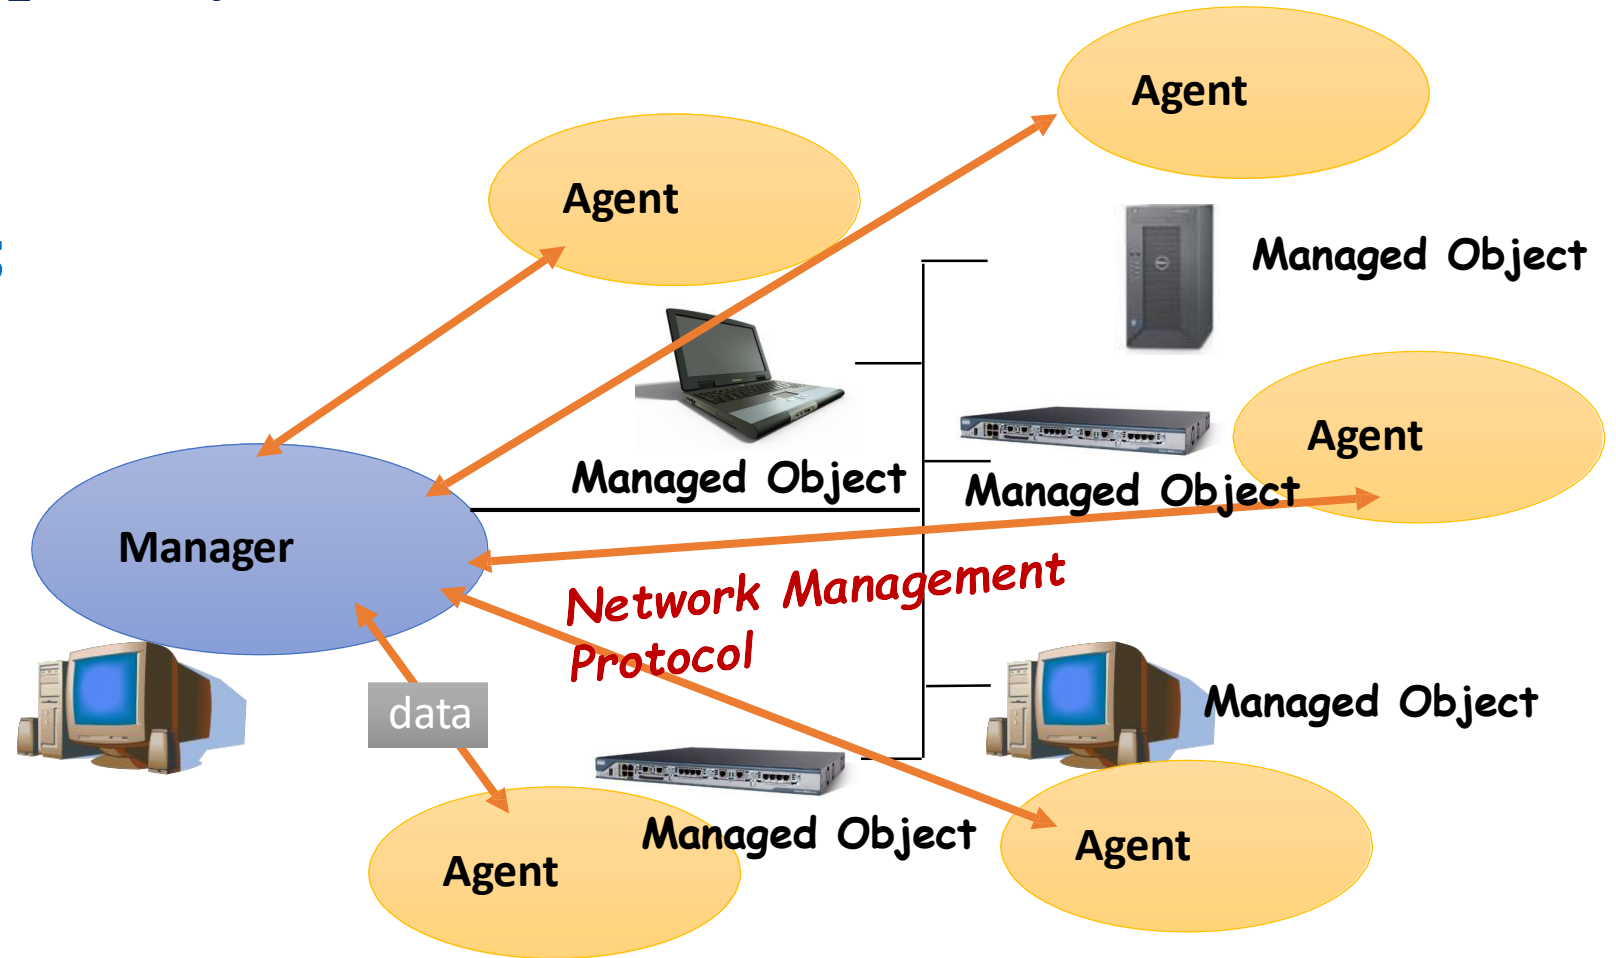 Agent
Agent
Managed Object
Agent
Managed Object
Managed Object
Manager
Network Management
Protocol
Managed Object
data
Managed Object
Agent
Agent